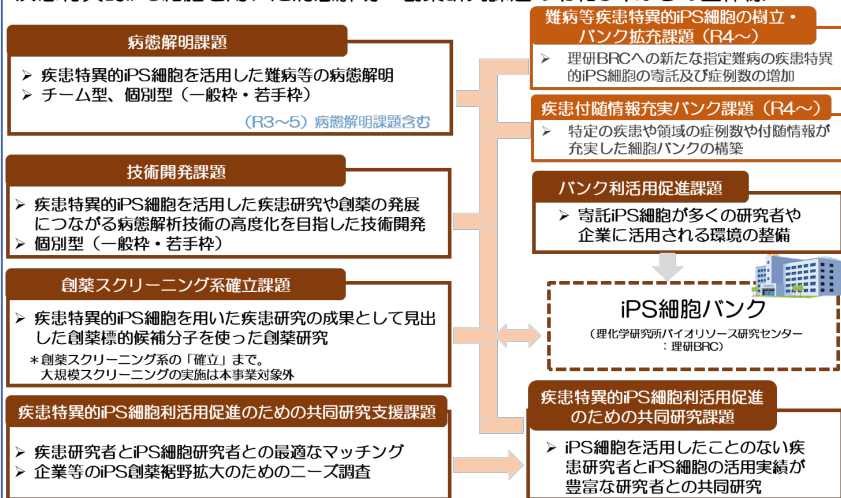 病態解明課題
➤ 疾患特異的iPS細胞を活用した難病等の病態解明
➤ チーム型、個別型（一般枠・若手枠）
（R3～5）病態解明課題含む
技術開発課題
➤ 疾患特異的iPS細胞を活用した疾患研究や創薬の発展
につながる病態解析技術の高度化を目指した技術開発
➤ 個別型（一般枠・若手枠）
創薬スクリーニング系確立課題
➤ 疾患特異的iPS細胞を用いた疾患研究の成果として見出
した創薬標的候補分子を使った創薬研究
＊創薬スクリーニング系の「確立」まで。
大規模スクリーニングの実施は本事業対象外
疾患特異的iPS細胞利活用促進のための共同研究支援課題
➤ 疾患研究者とiPS細胞研究者との最適なマッチング
➤ 企業等のiPS創薬裾野拡大のためのニーズ調査
難病等疾患特異的iPS細胞の樹立・
バンク拡充課題（R4～）
➤ 理研BRCへの新たな指定難病の疾患特異
的iPS細胞の寄託及び症例数の増加
疾患付随情報充実バンク課題（R4～）
➤ 特定の疾患や領域の症例数や付随情報が
充実した細胞バンクの構築
バンク利活用促進課題
➤ 寄託iPS細胞が多くの研究者や
企業に活用される環境の整備
iPS細胞バンク
（理化学研究所バイオリソース研究センター
：理研BRC）
疾患特異的iPS細胞利活用促進
のための共同研究課題
➤ iPS細胞を活用したことのない疾
患研究者とiPS細胞の活用実績が
豊富な研究者との共同研究